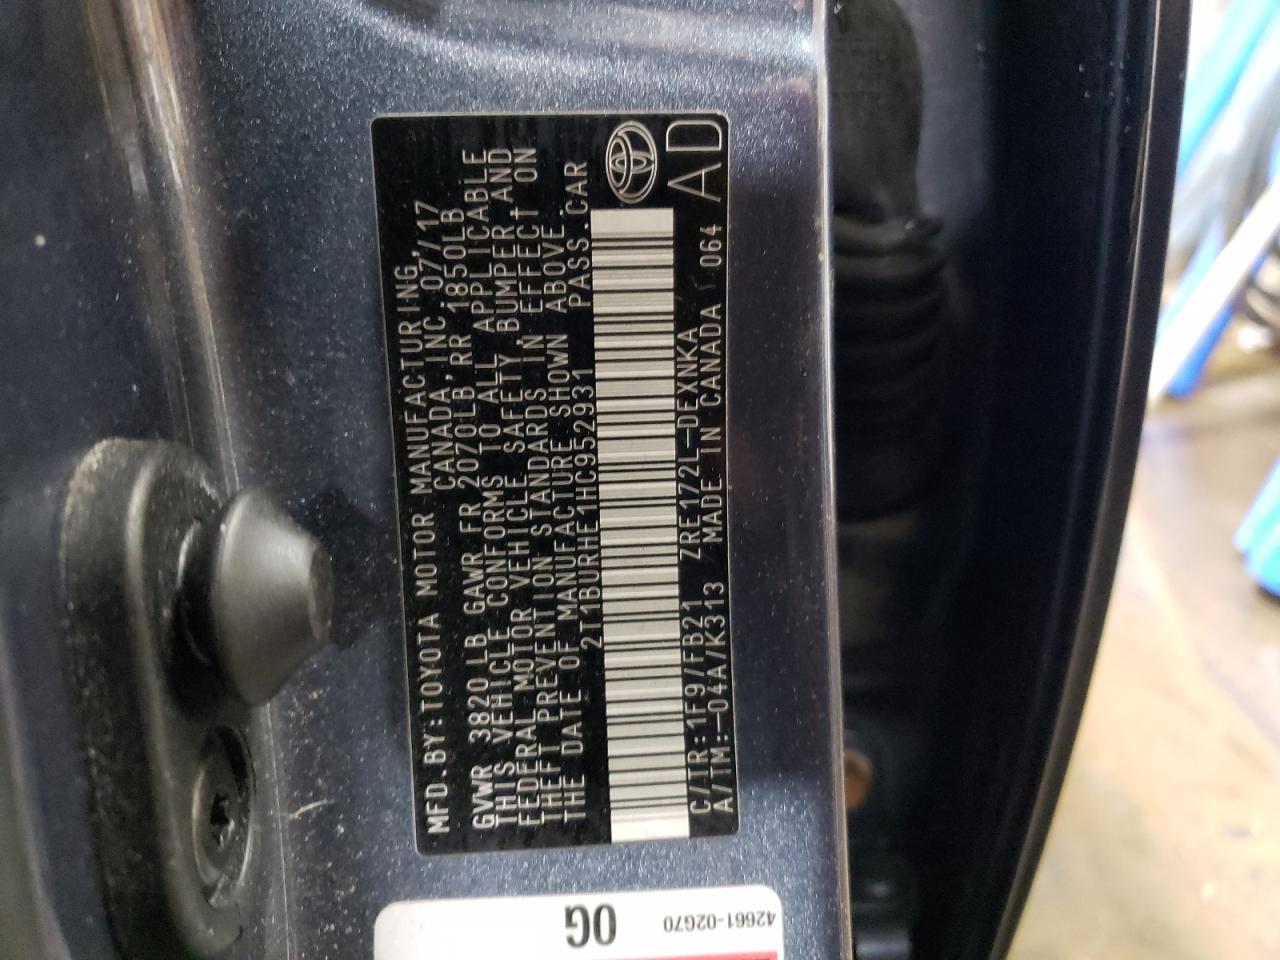 MFD.BY:TOYOTA MOTOR MANUFACTURING,
CANADA,INC. 07/17
GVWR 3820LB GAWR FR 2070LB,RR 1850LB
THIS VEHICLE CONFORMS TO ALL APPLICABLE
FEDERAL MOTOR VEHICLE SAFETY,BUMPER AND
THEFT PREVENTION STANDARDS IN EFFECT ON
THE DATE OF MANUFACTURE SHOWN ABOVE.
2T1BURHE1HC952931 PASS.CAR
C/TR:1F97/FB21 ZRE172L-DEXNKA
A/TM:-04A/K313 MADE IN CANADA 064
AD
0G
42661-02G70